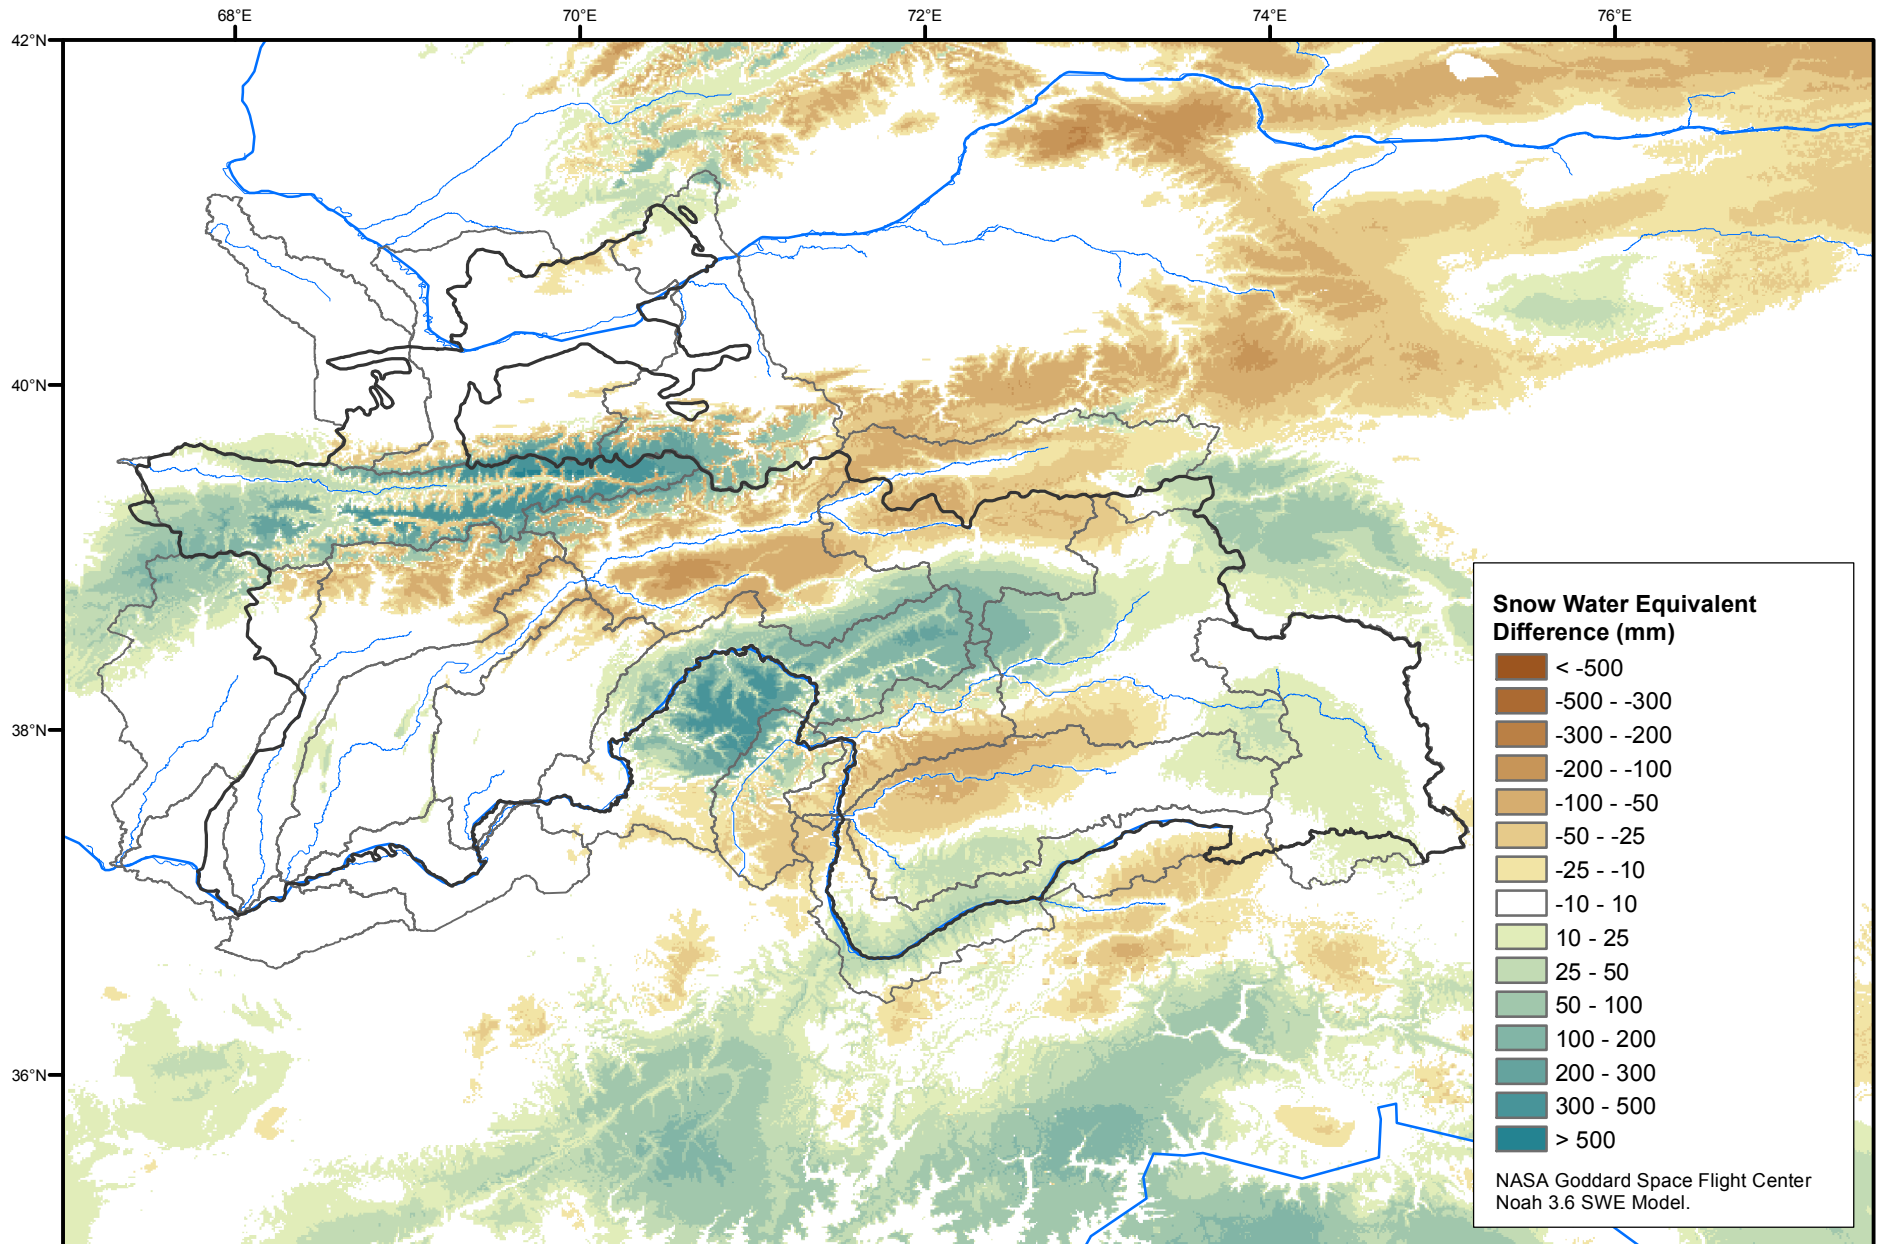 68°E
70°E
72°E
74°E
76°E
42°N
40°N
38°N
36°N
Snow Water Equivalent
Difference (mm)
< -500
-500 - -300
-300 - -200
-200 - -100
-100 - -50
-50 - -25
-25 - -10
-10 - 10
10 - 25
25 - 50
50 - 100
100 - 200
200 - 300
300 - 500
> 500
NASA Goddard Space Flight Center
Noah 3.6 SWE Model.